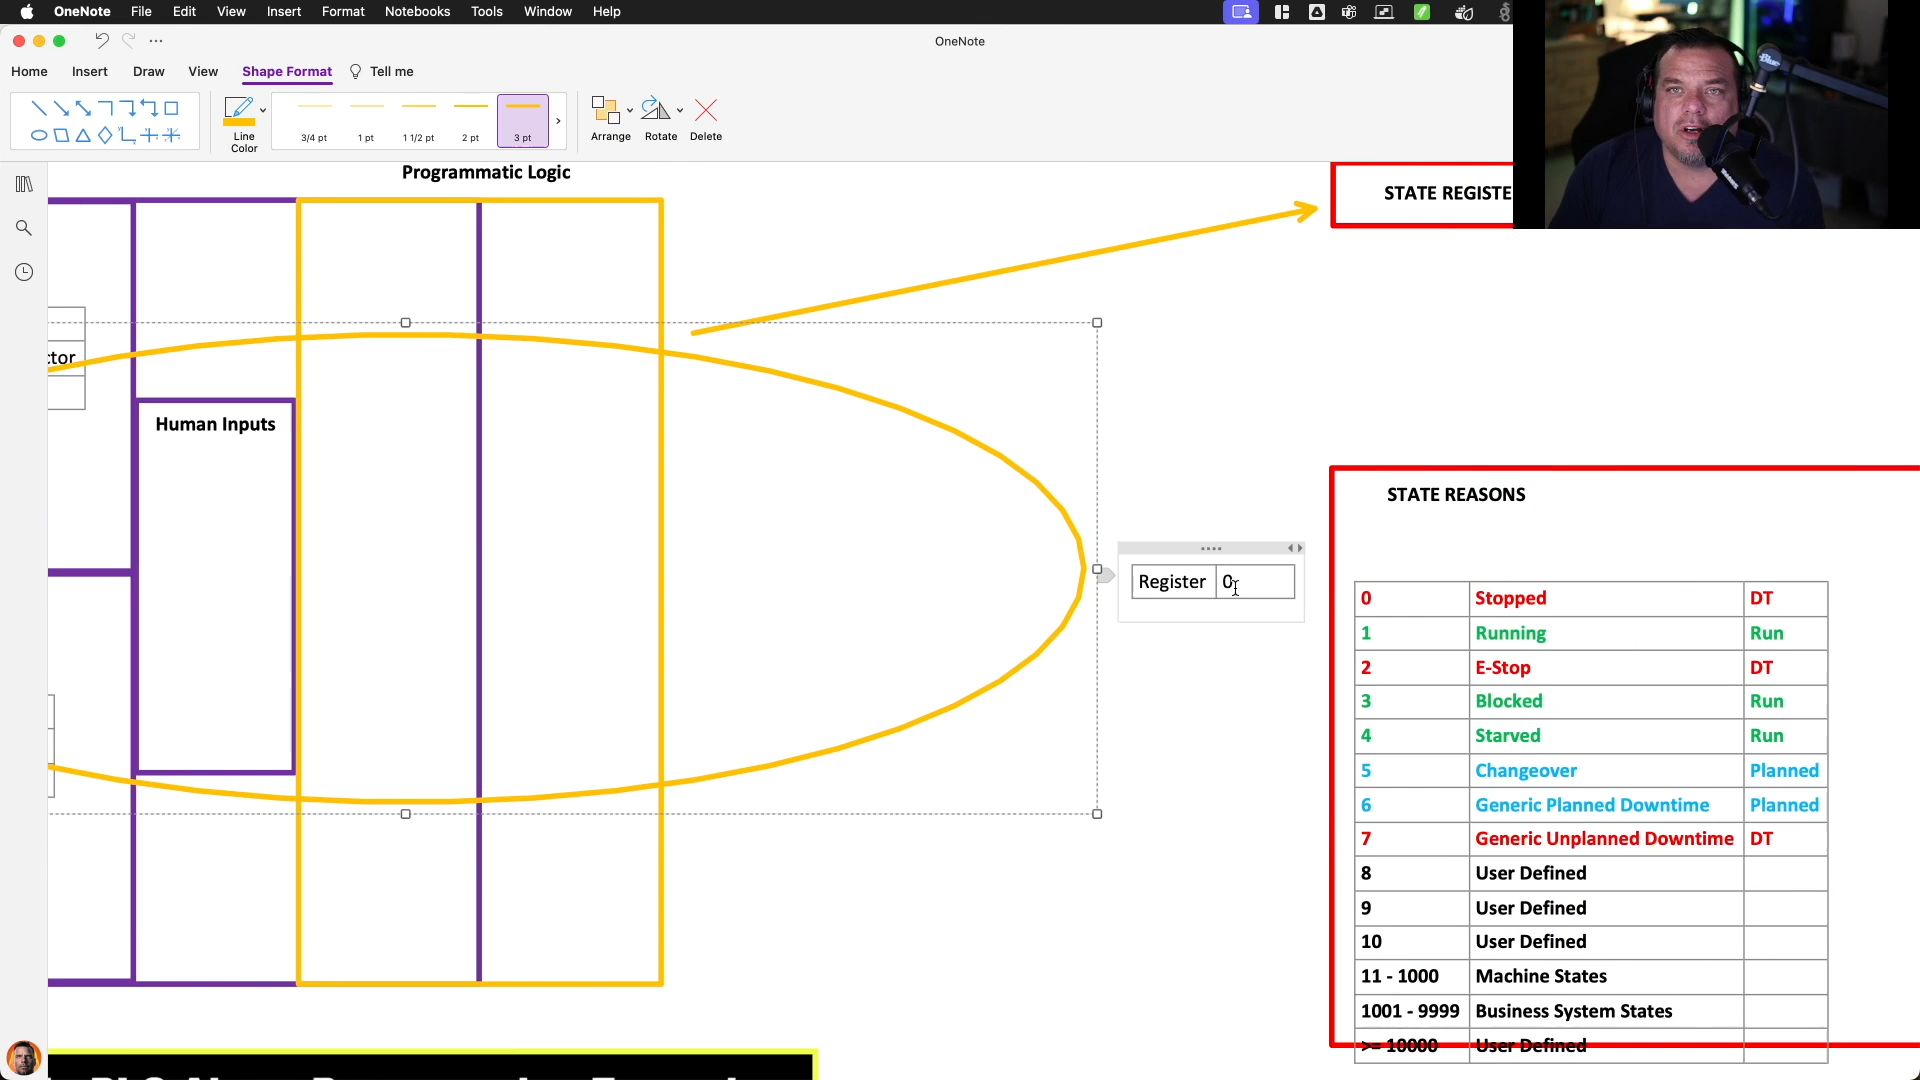 OneNote File Edit View Insert Format Notebooks Tools Window Help
OneNote
Home Insert Draw View Shape Format Tell me
3/4 pt 1 pt 1 1/2 pt 2 pt 3 pt
Line Color
Arrange Rotate Delete
Programmatic Logic
STATE REGISTE
ctor
Human Inputs
Register 0
STATE REASONS
0 Stopped DT
1 Running Run
2 E-Stop DT
3 Blocked Run
4 Starved Run
5 Changeover Planned
6 Generic Planned Downtime Planned
7 Generic Unplanned Downtime DT
8 User Defined
9 User Defined
10 User Defined
11 - 1000 Machine States
1001 - 9999 Business System States
>= 10000 User Defined